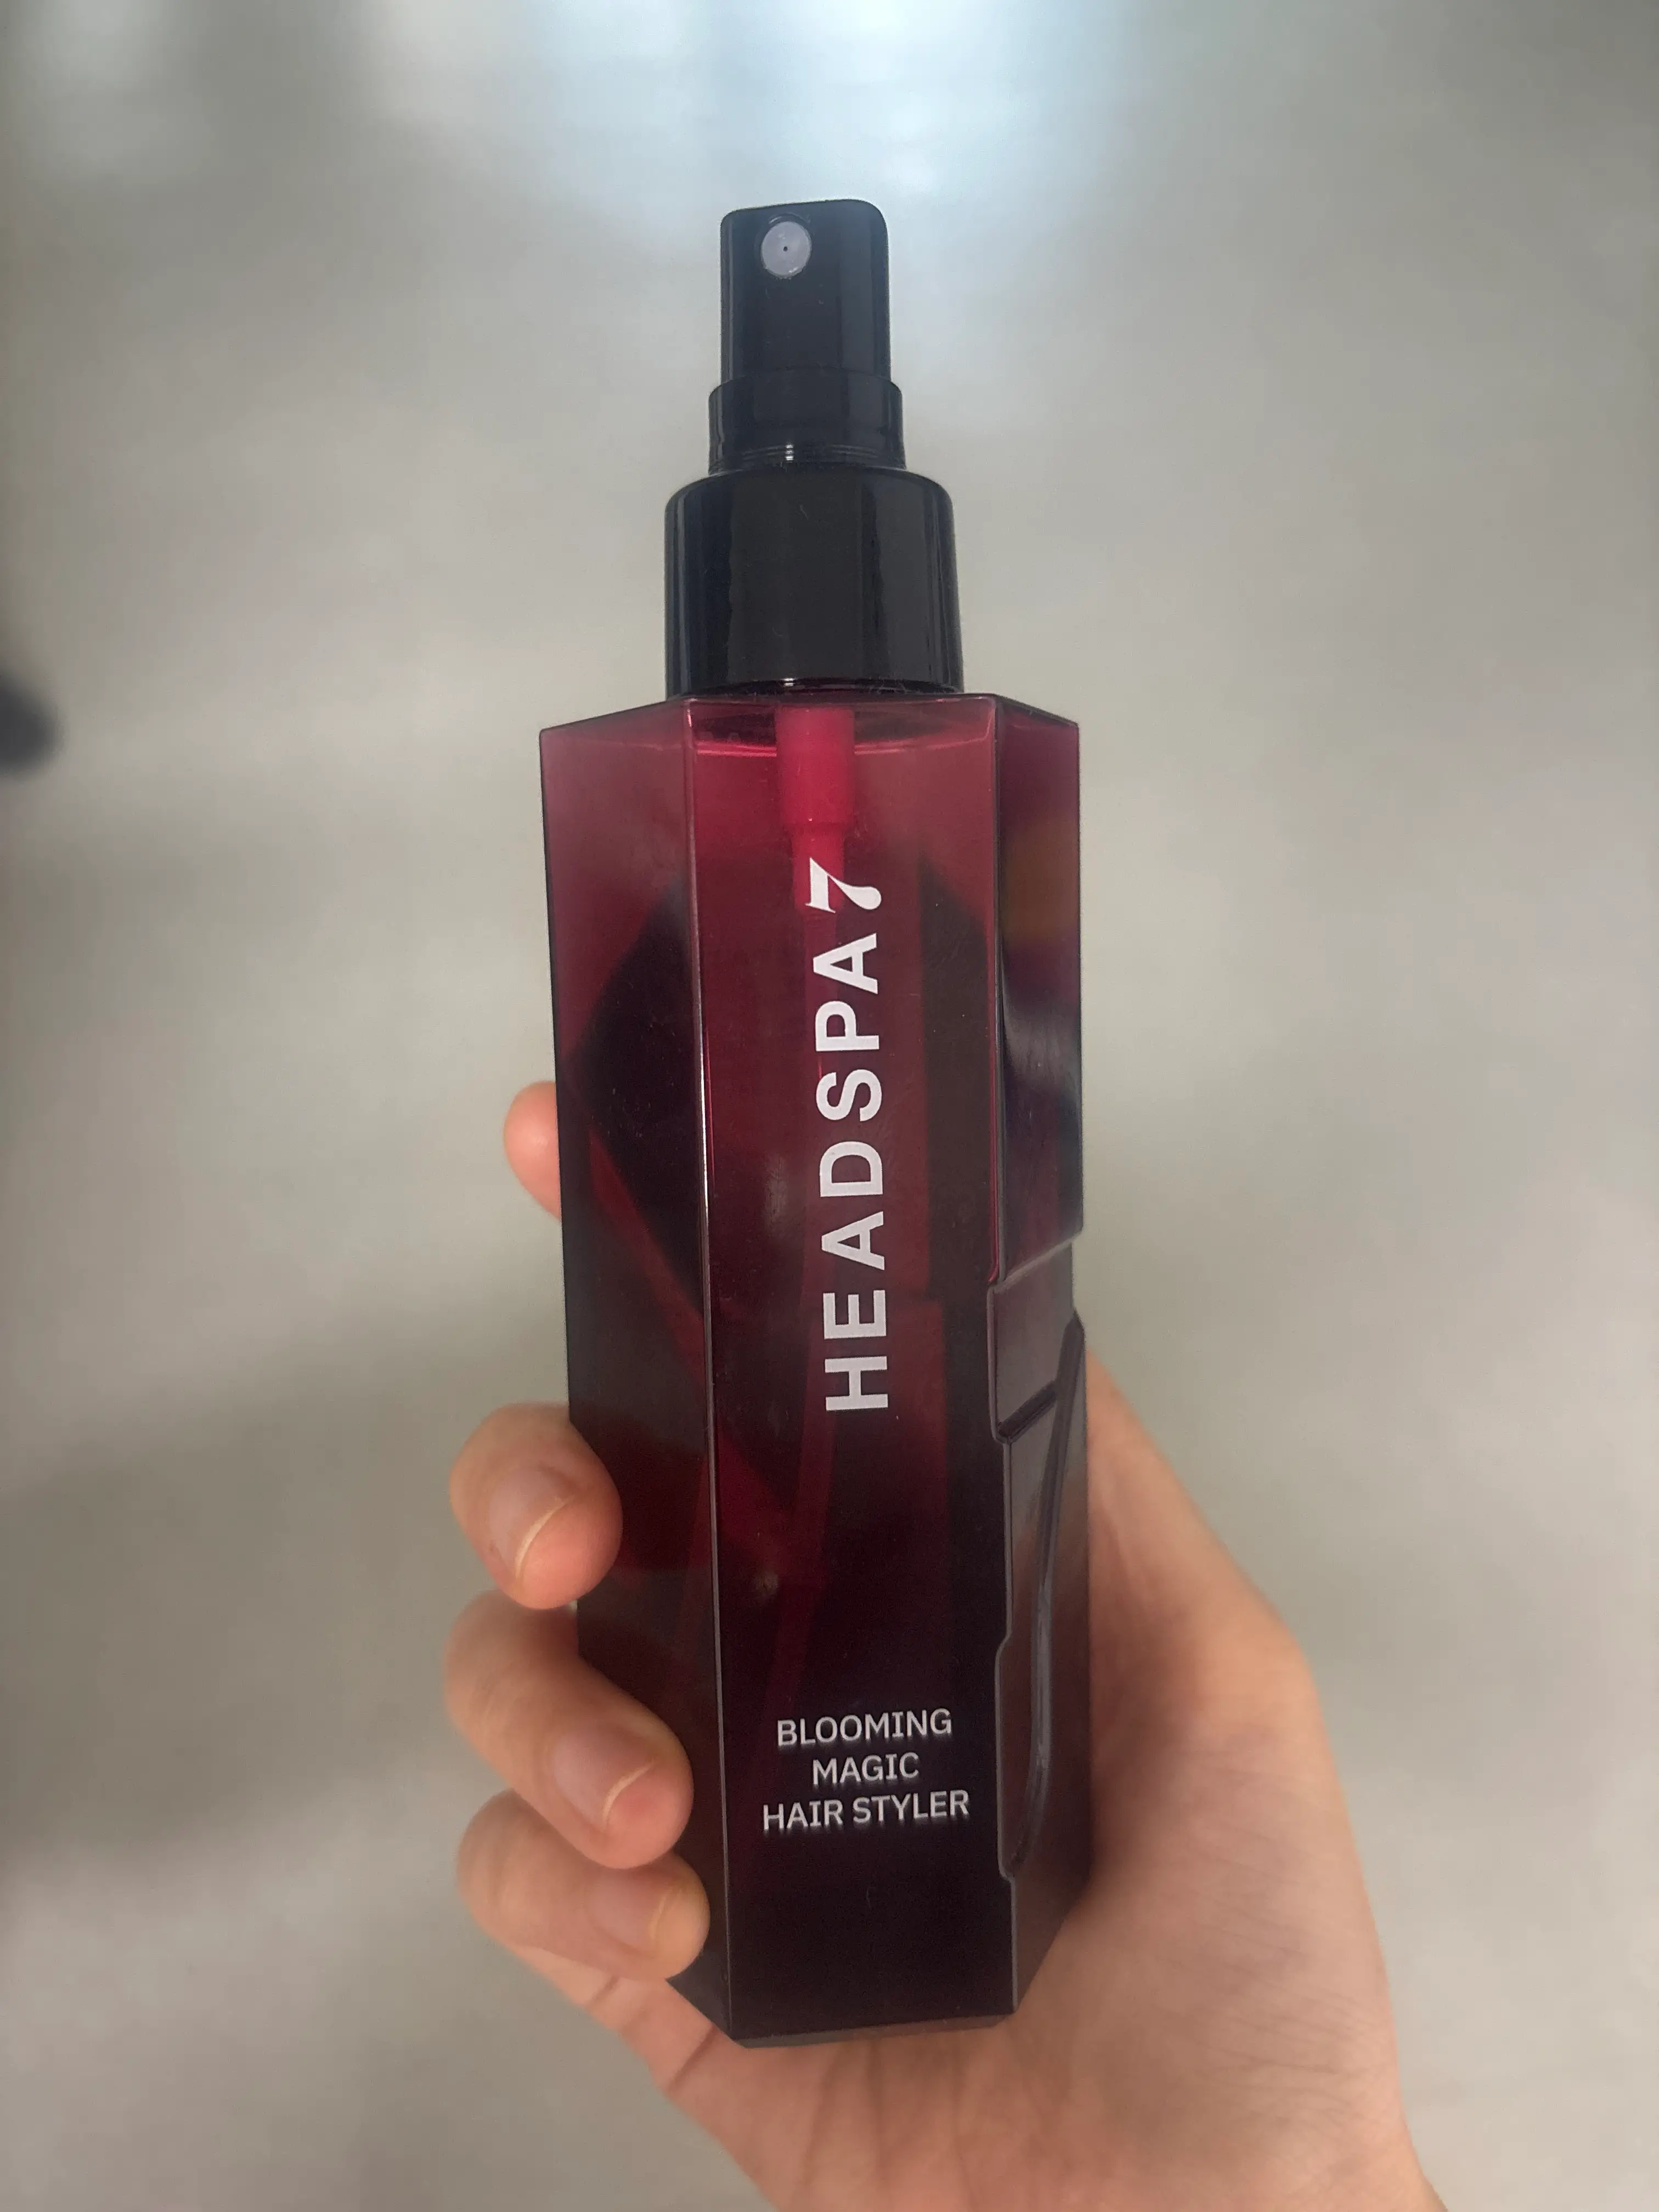 HEADSPA7
BLOOMING
MAGIC
HAIR STYLER